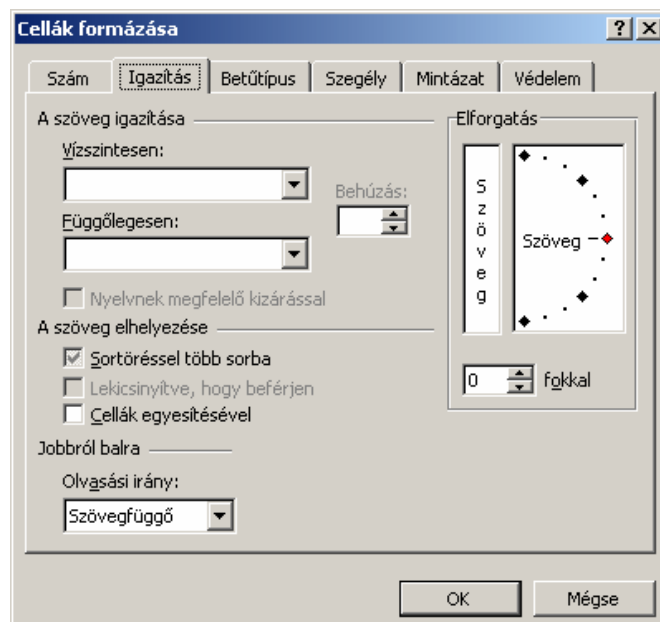 Cellák formázása
Szám Igazítás Betűtípus Szegély Mintázat Védelem
A szöveg igazítása
Vízszintesen:
Behúzás:
Függőlegesen:
Nyelvnek megfelelő kizárással
A szöveg elhelyezése
Sortöréssel több sorba
Lekicsinyítve, hogy beférjen
Cellák egyesítésével
Jobbról balra
Olvasási irány:
Szövegfüggő
Elforgatás
Szöveg
Szöveg
0 fokkal
OK Mégse